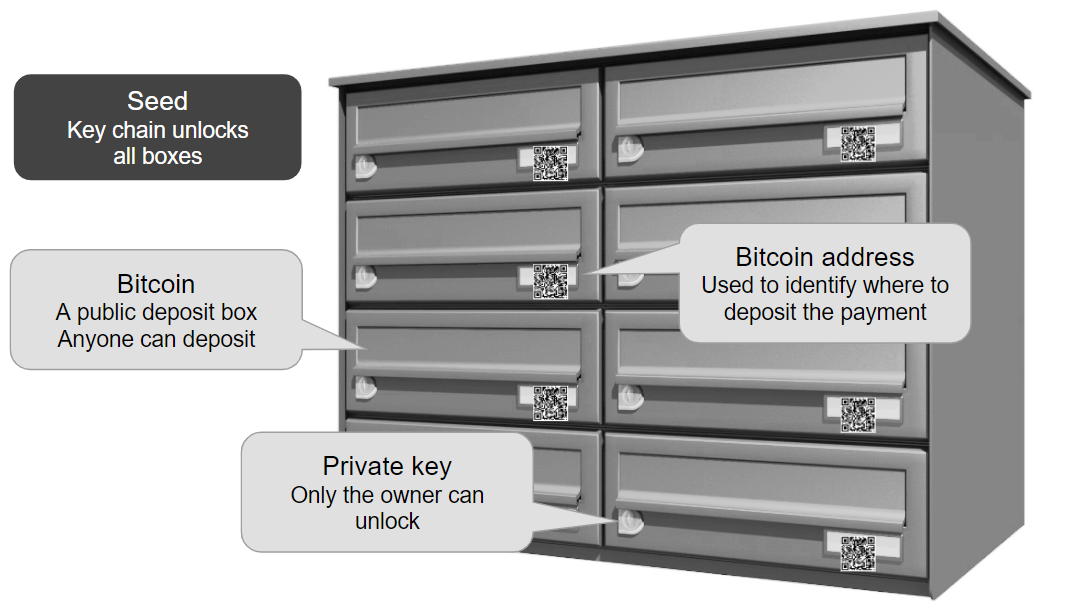 Seed
Key chain unlocks
all boxes
Bitcoin
A public deposit box
Anyone can deposit
Bitcoin address
Used to identify where to
deposit the payment
Private key
Only the owner can
unlock